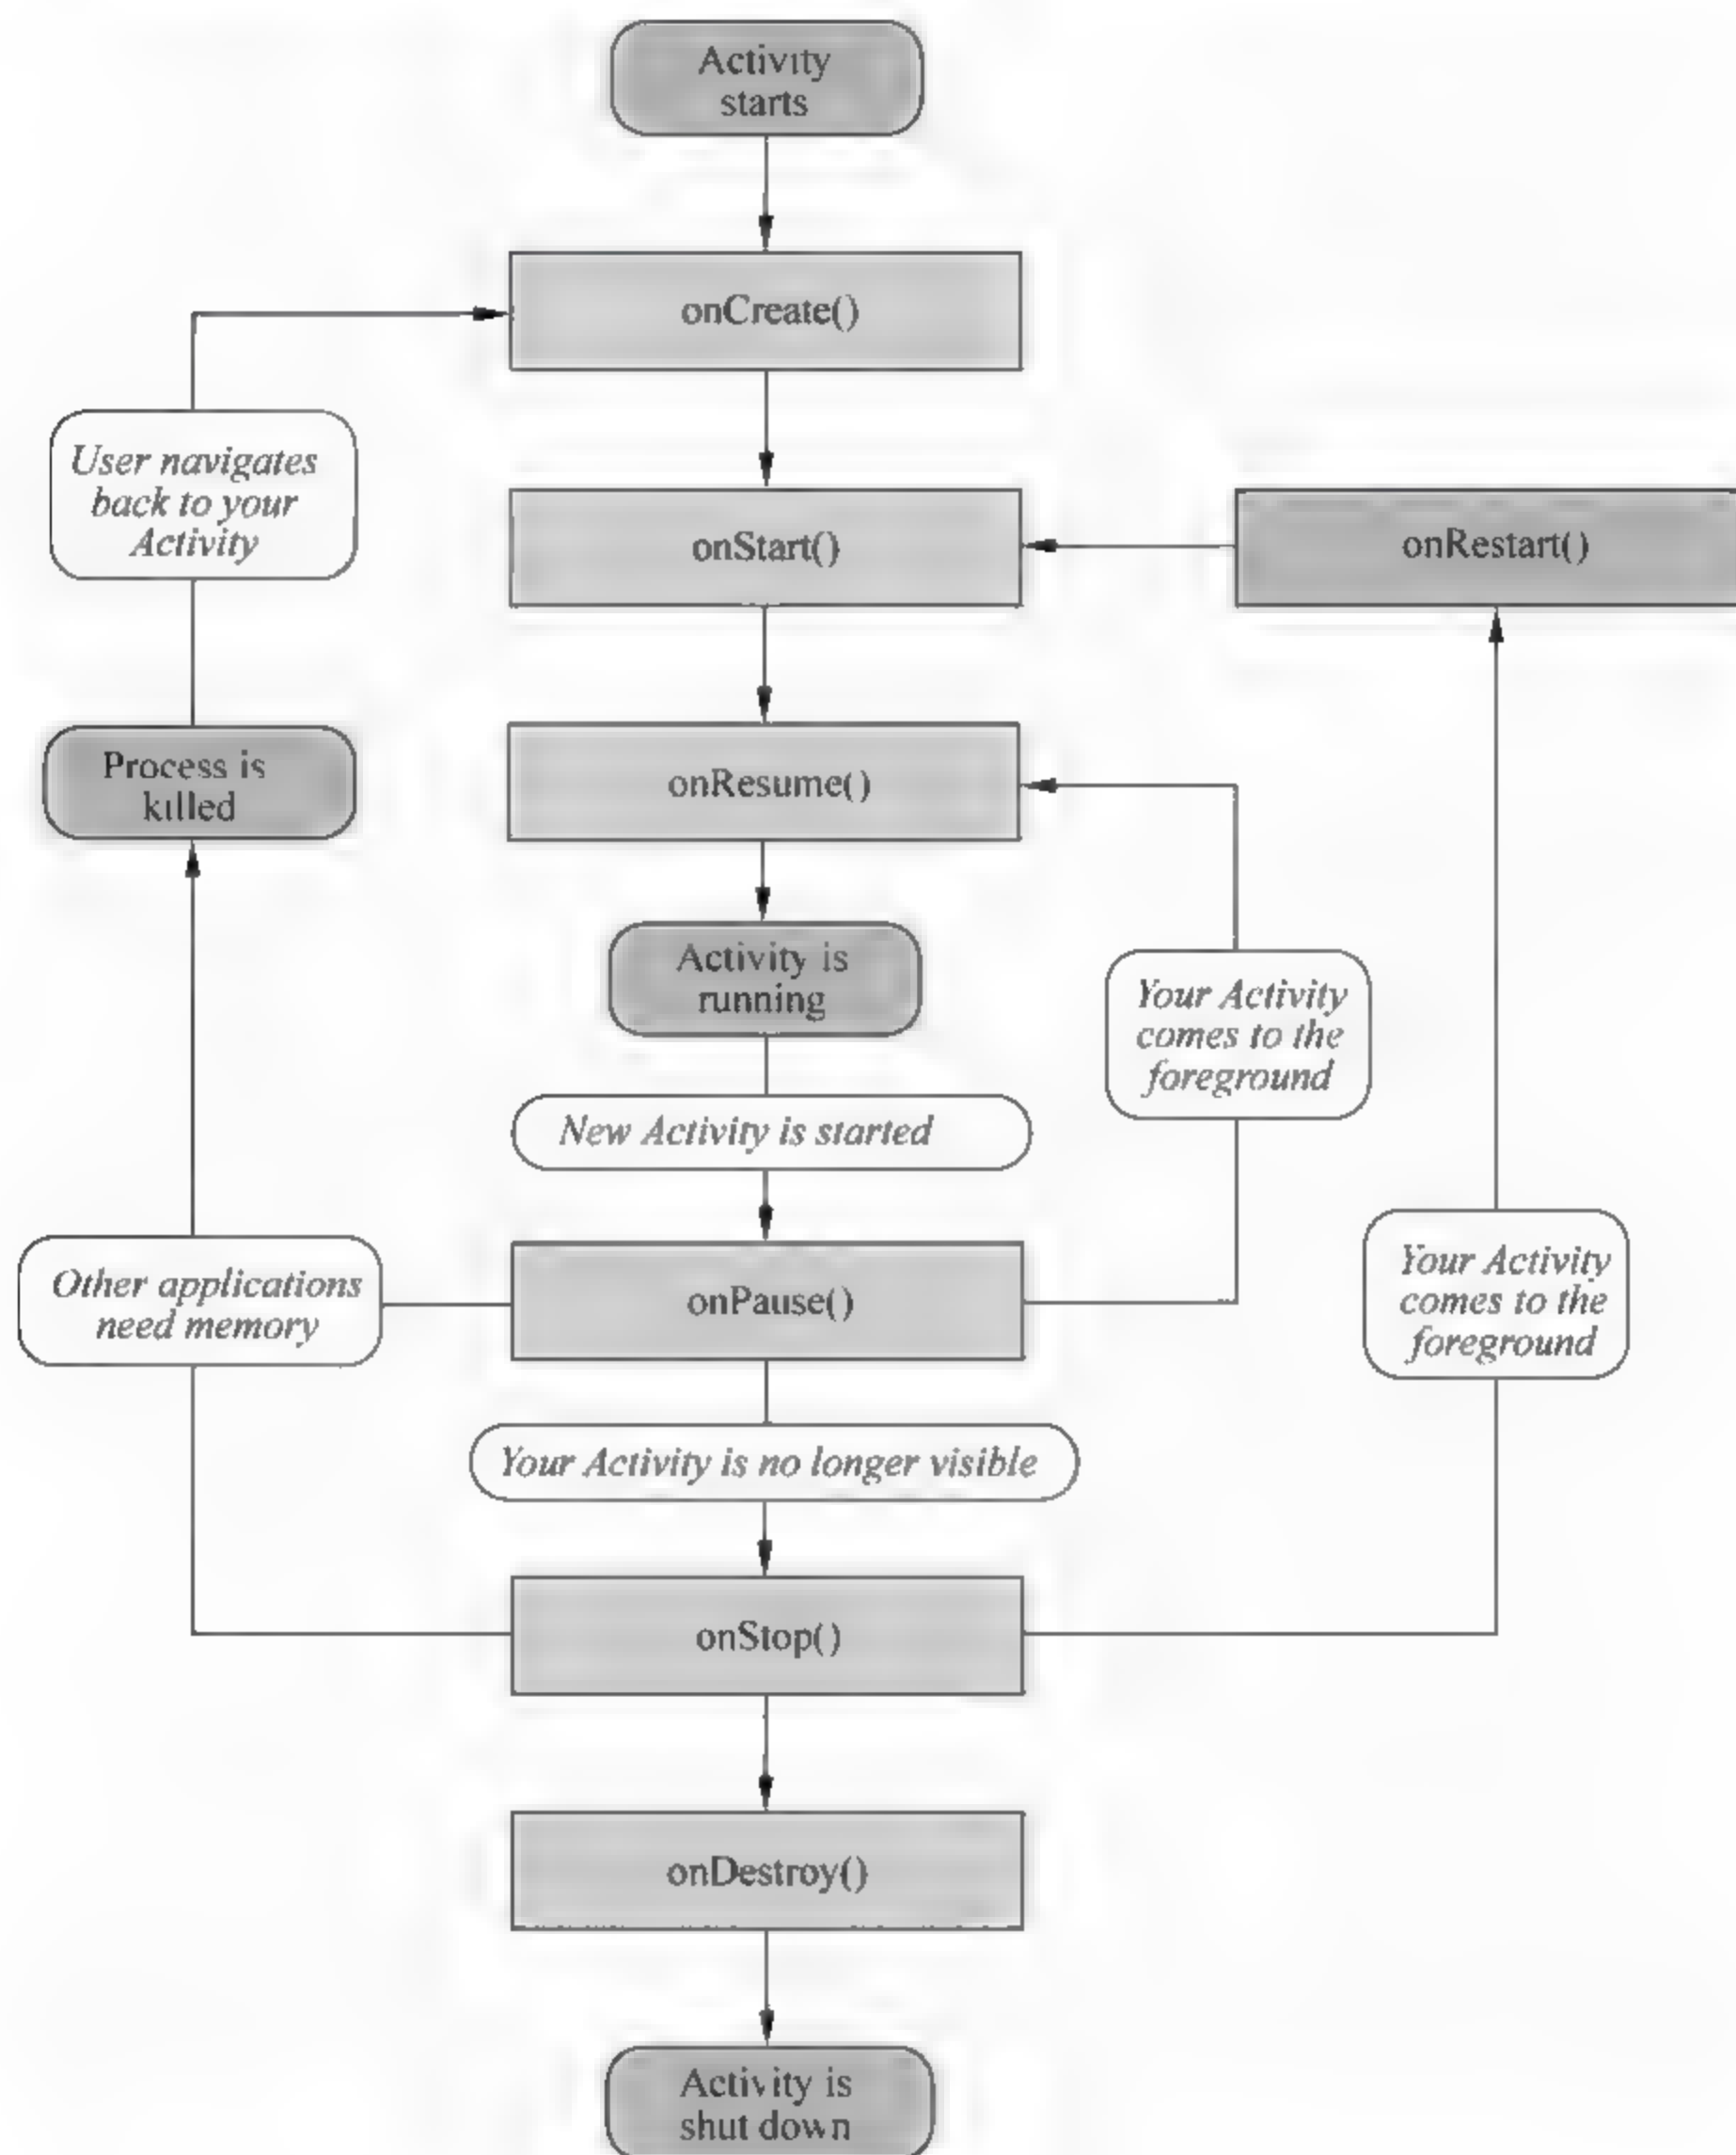 Activity
starts
onCreate()
User navigates
back to your
Activity
onStart()
onRestart()
Process is
killed
onResume()
Activity is
running
Your Activity
comes to the
foreground
New Activity is started
Other applications
need memory
onPause()
Your Activity
comes to the
foreground
Your Activity is no longer visible
onStop()
onDestroy()
Activity is
shut down